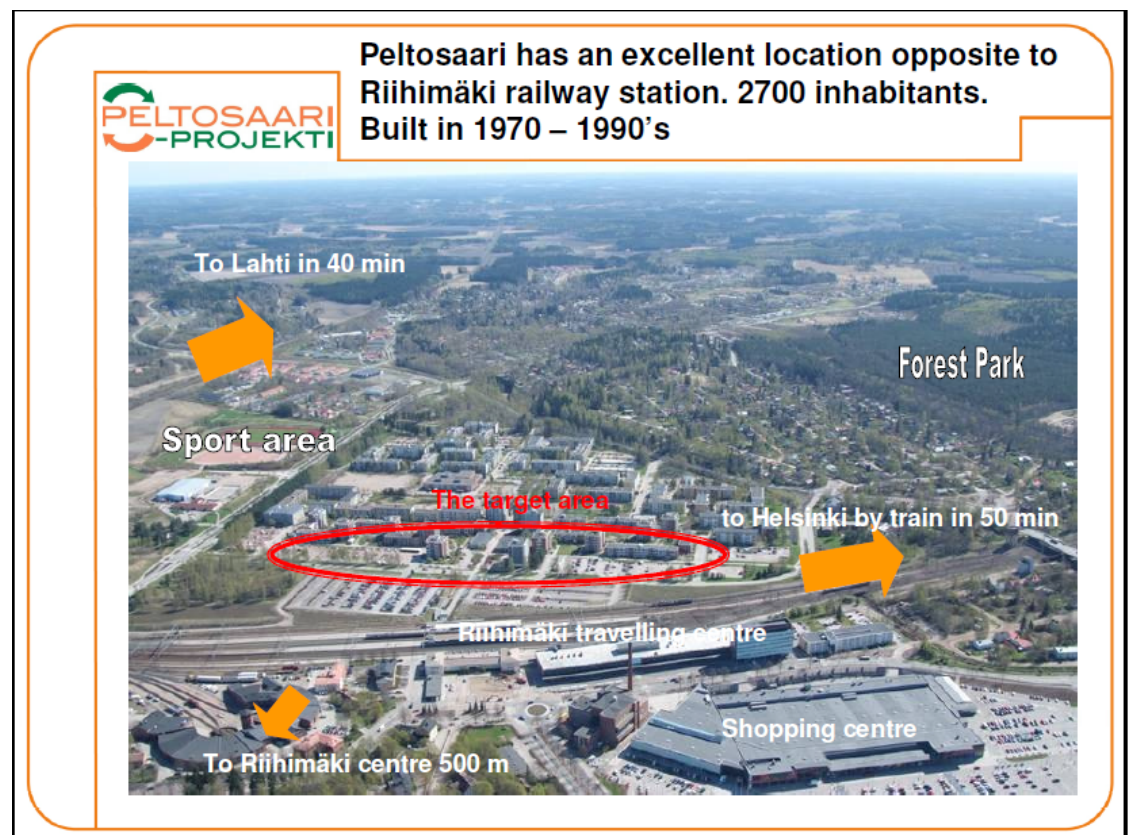 Peltosaari has an excellent location opposite to
Riihimäki railway station. 2700 inhabitants.
Built in 1970 – 1990's
PELTOSAARI
-PROJEKTI
To Lahti in 40 min
Forest Park
Sport area
The target area
to Helsinki by train in 50 min
Riihimäki travelling centre
Shopping centre
To Riihimäki centre 500 m